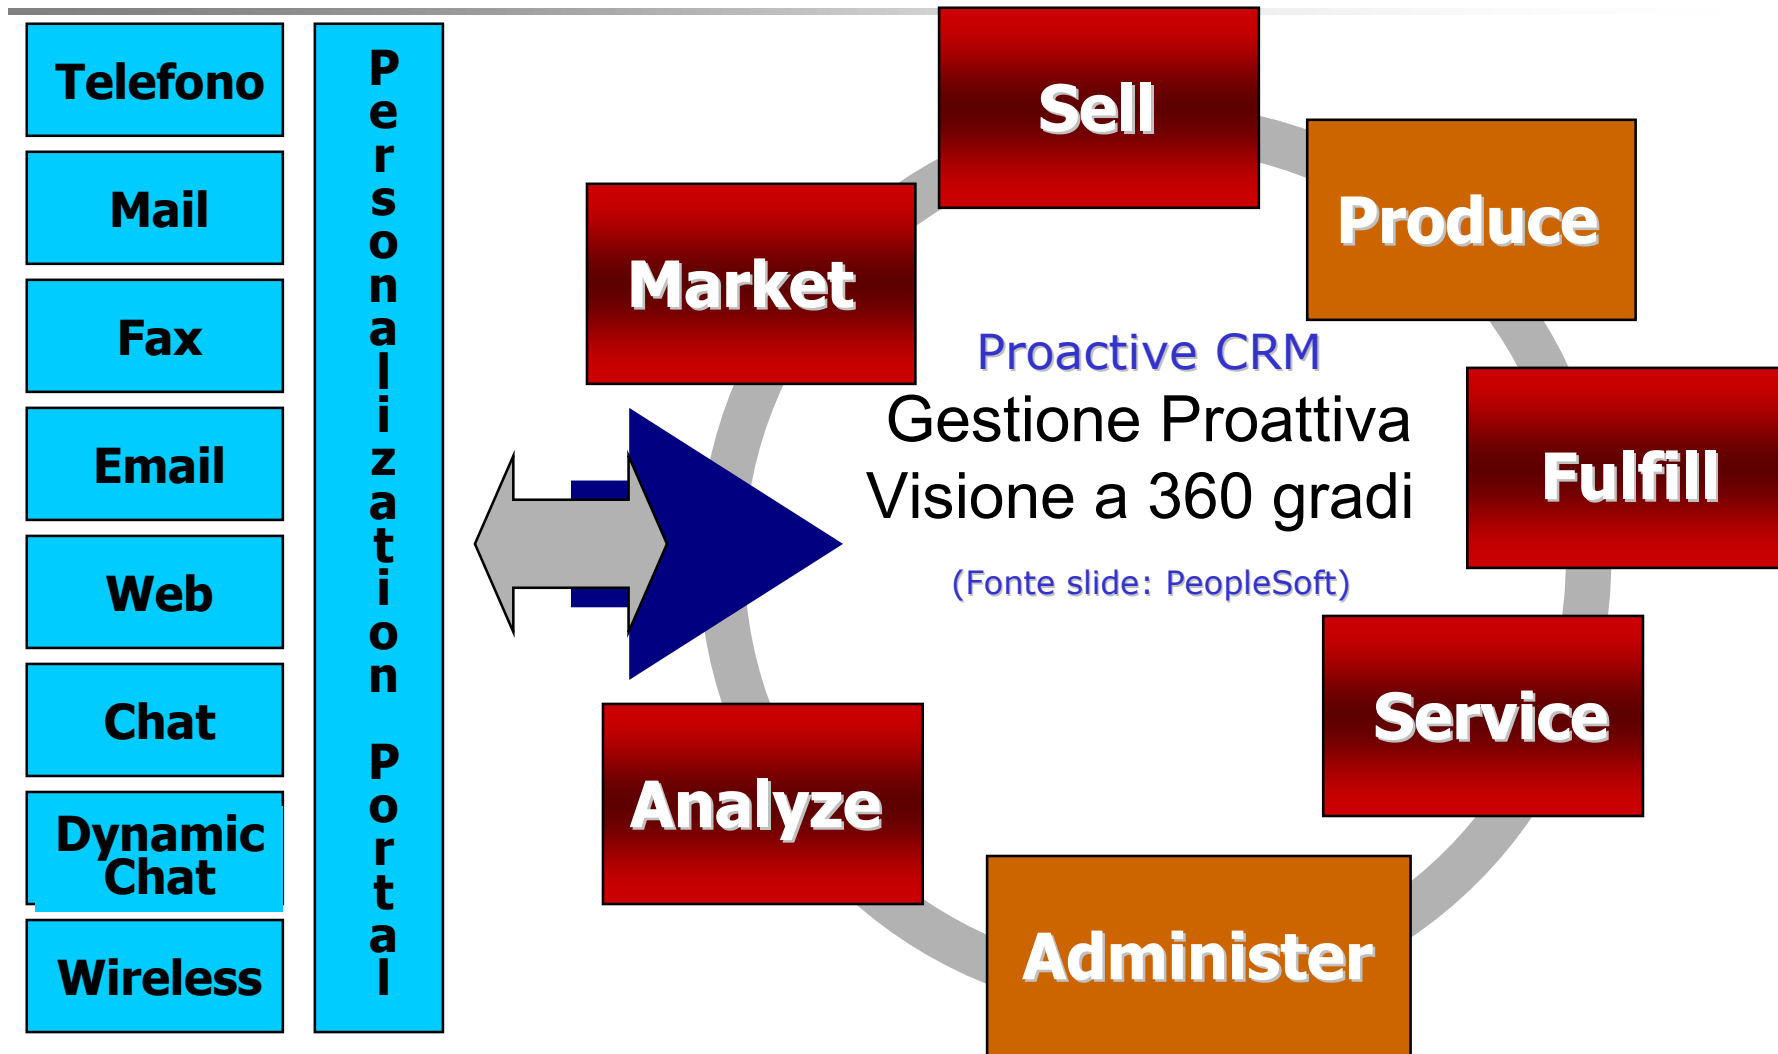 Telefono
Mail
Fax
Email
Web
Chat
Dynamic
Chat
Wireless
Personalization Portal
Sell
Produce
Market
Proactive CRM
Gestione Proattiva
Visione a 360 gradi
(Fonte slide: PeopleSoft)
Fulfill
Service
Analyze
Administer